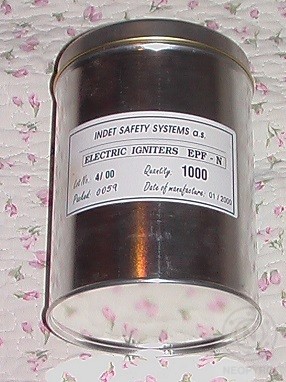 INDET SAFETY SYSTEMS a.s.
ELECTRIC IGNITERS EPF - N
Lot No. 4/00 Quantity: 1000
Packed: 0059 Date of manufacture: 01/2000